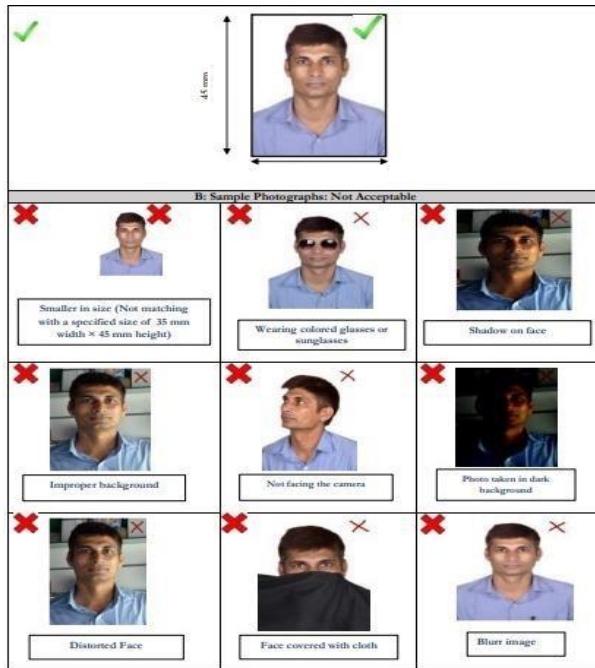 45 mm
B: Sample Photographs: Not Acceptable
Smaller in size (Not matching
with a specified size of 35 mm
width × 45 mm height)
Wearing colored glasses or
sunglasses
Shadow on face
Improper background
Not facing the camera
Photo taken in dark
background
Distorted Face
Face covered with cloth
Blurr image